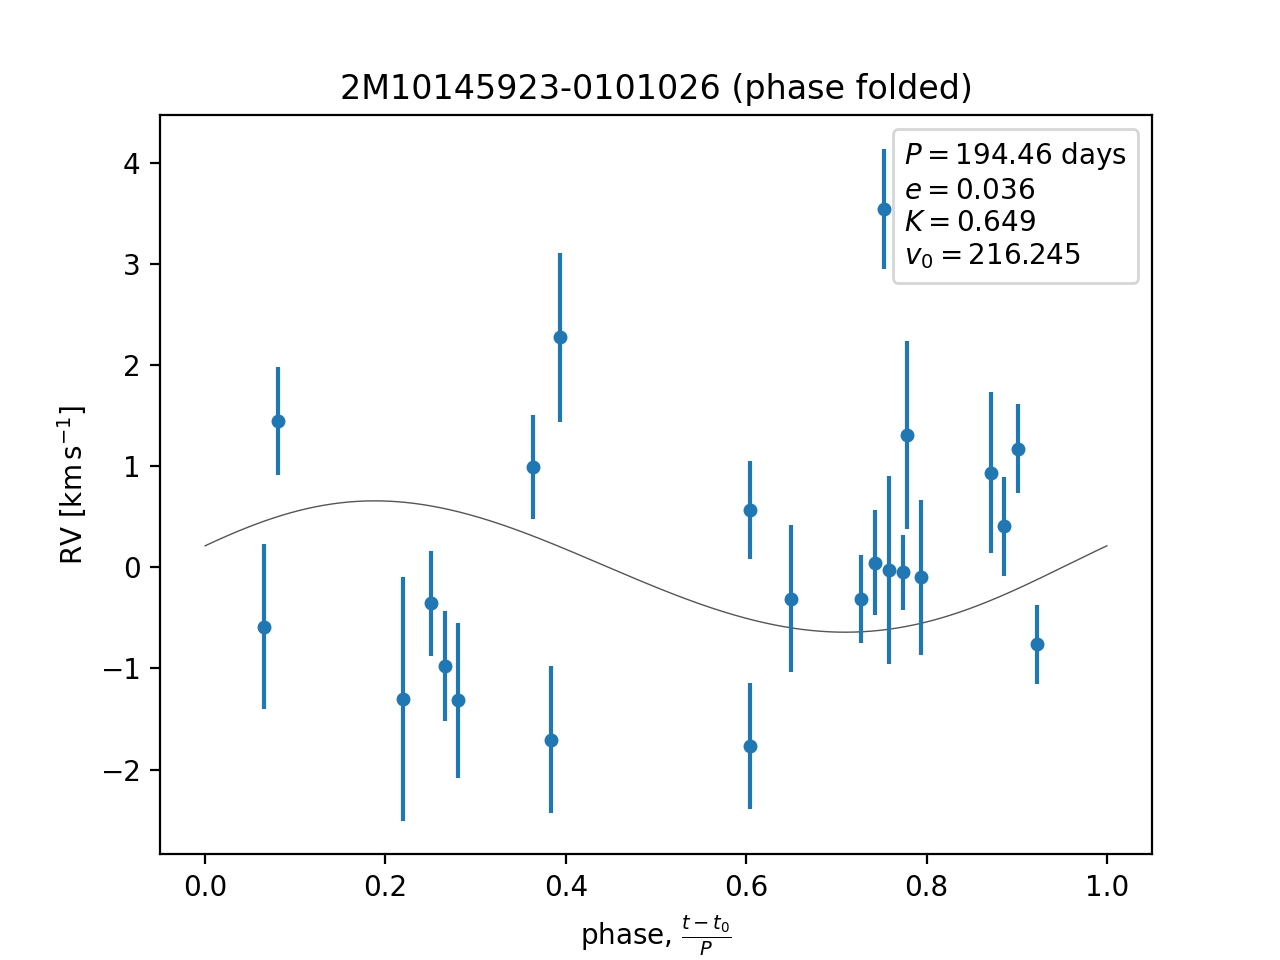 2M10145923-0101026 (phase folded)
P = 194.46 days
e = 0.036
K = 0.649
v₀ = 216.245
RV [km s⁻¹]
4
3
2
1
0
−1
−2
0.0 0.2 0.4 0.6 0.8 1.0
phase, (t − t₀)/P